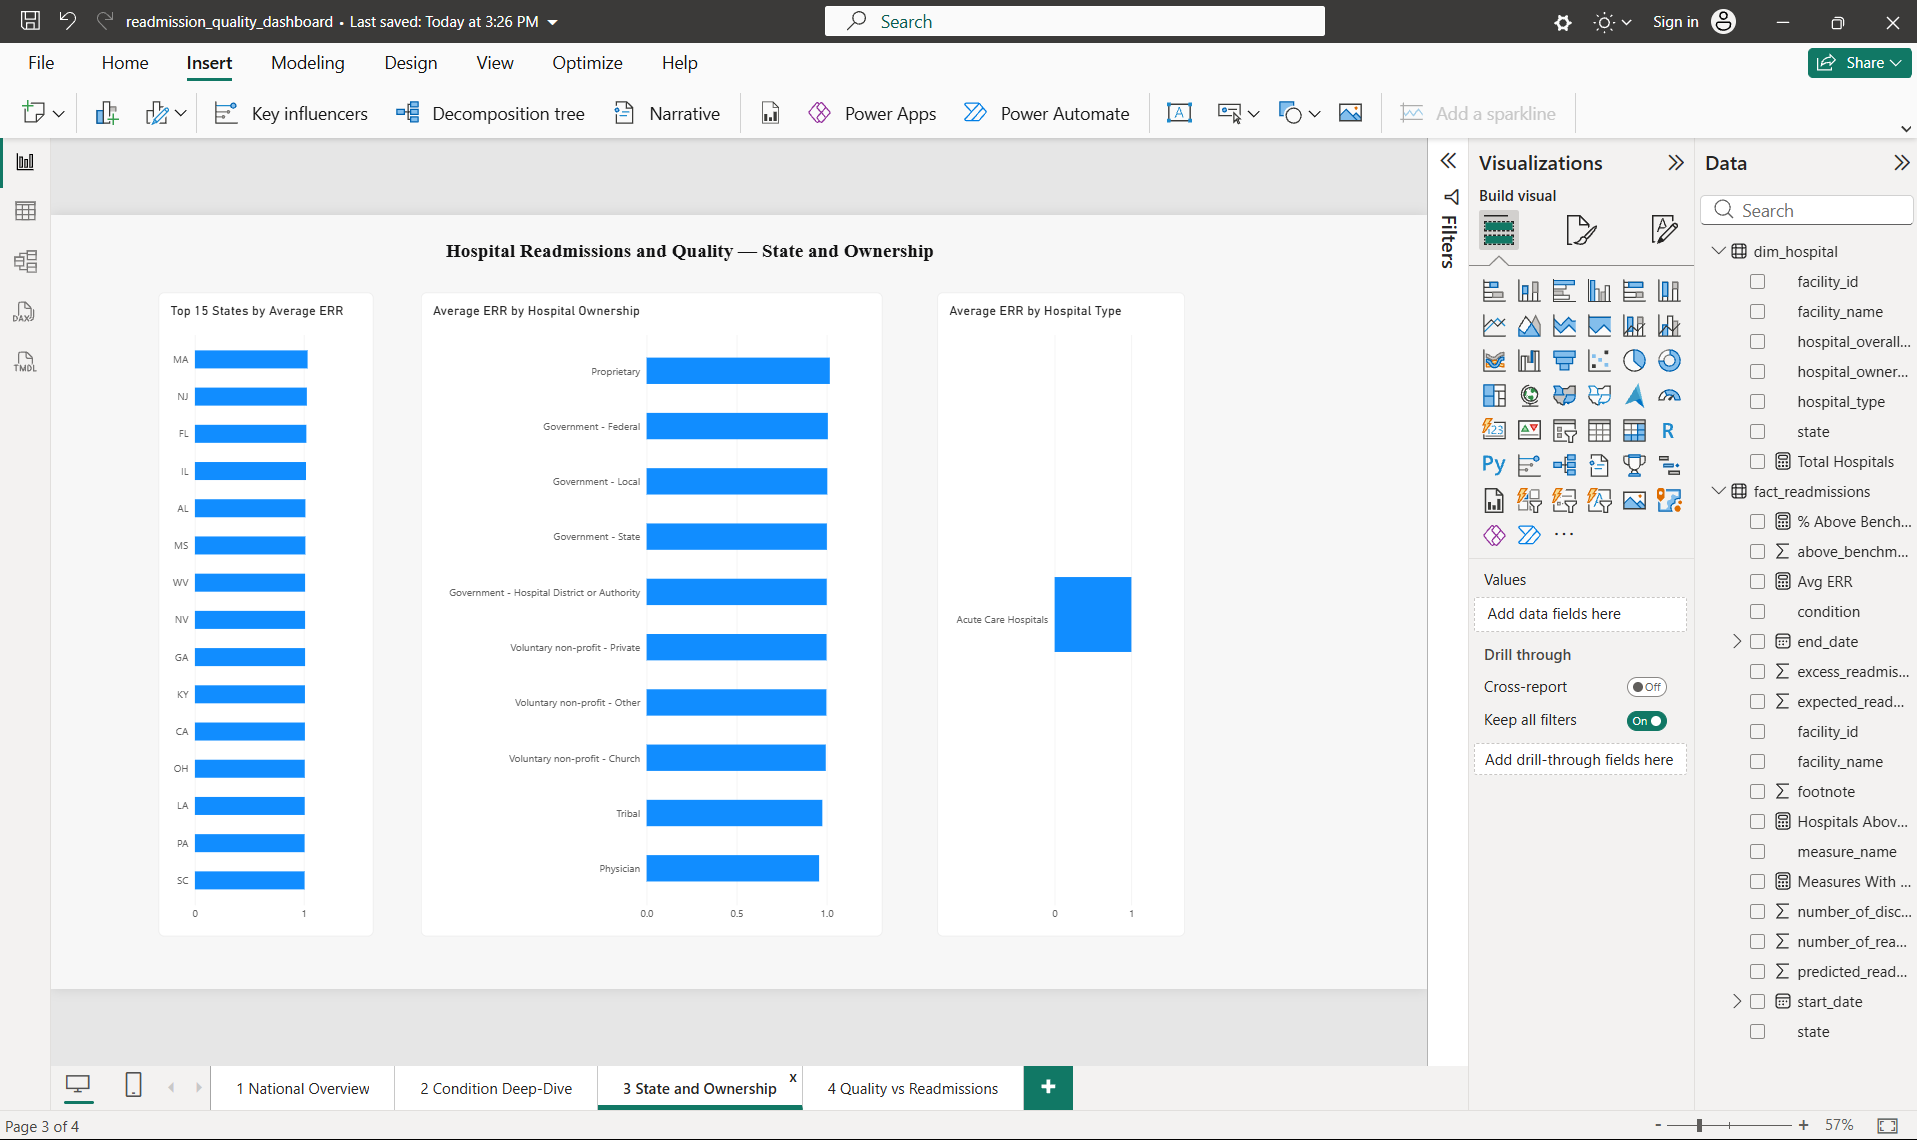 readmission_quality_dashboard • Last saved: Today at 3:26 PM
Search
Sign in
File Home Insert Modeling Design View Optimize Help
Share
Key influencers Decomposition tree Narrative Power Apps Power Automate Add a sparkline
DAX
TMDL
Hospital Readmissions and Quality — State and Ownership
Top 15 States by Average ERR
MA
NJ
FL
IL
AL
MS
WV
NV
GA
KY
CA
OH
LA
PA
SC
0 1
Average ERR by Hospital Ownership
Proprietary
Government - Federal
Government - Local
Government - State
Government - Hospital District or Authority
Voluntary non-profit - Private
Voluntary non-profit - Other
Voluntary non-profit - Church
Tribal
Physician
0.0 0.5 1.0
Average ERR by Hospital Type
Acute Care Hospitals
0 1
Filters
Visualizations
Build visual
123
R
Py
...
Values
Add data fields here
Drill through
Cross-report Off
Keep all filters On
Add drill-through fields here
Data
Search
dim_hospital
facility_id
facility_name
hospital_overall...
hospital_owner...
hospital_type
state
Total Hospitals
fact_readmissions
% Above Bench...
above_benchm...
Avg ERR
condition
end_date
excess_readmis...
expected_read...
facility_id
facility_name
footnote
Hospitals Abov...
measure_name
Measures With ...
number_of_disc...
number_of_rea...
predicted_read...
start_date
state
1 National Overview 2 Condition Deep-Dive 3 State and Ownership x 4 Quality vs Readmissions +
Page 3 of 4
- + 57%